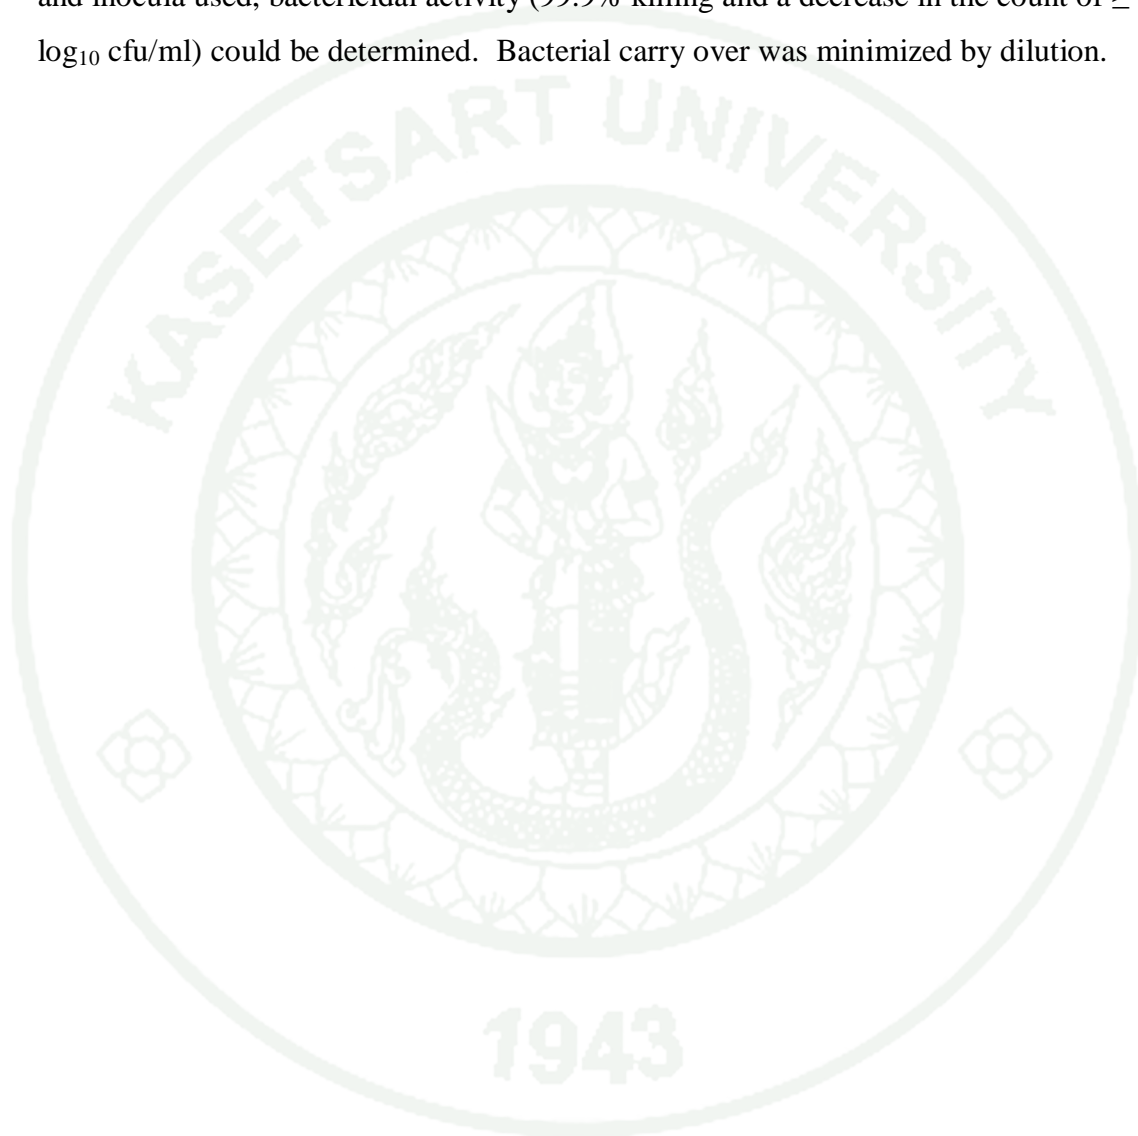 and inocula used, bactericidal activity (99.9% killing and a decrease in the count of ≥
log₁₀ cfu/ml) could be determined.  Bacterial carry over was minimized by dilution.
KASETSART UNIVERSITY
1943